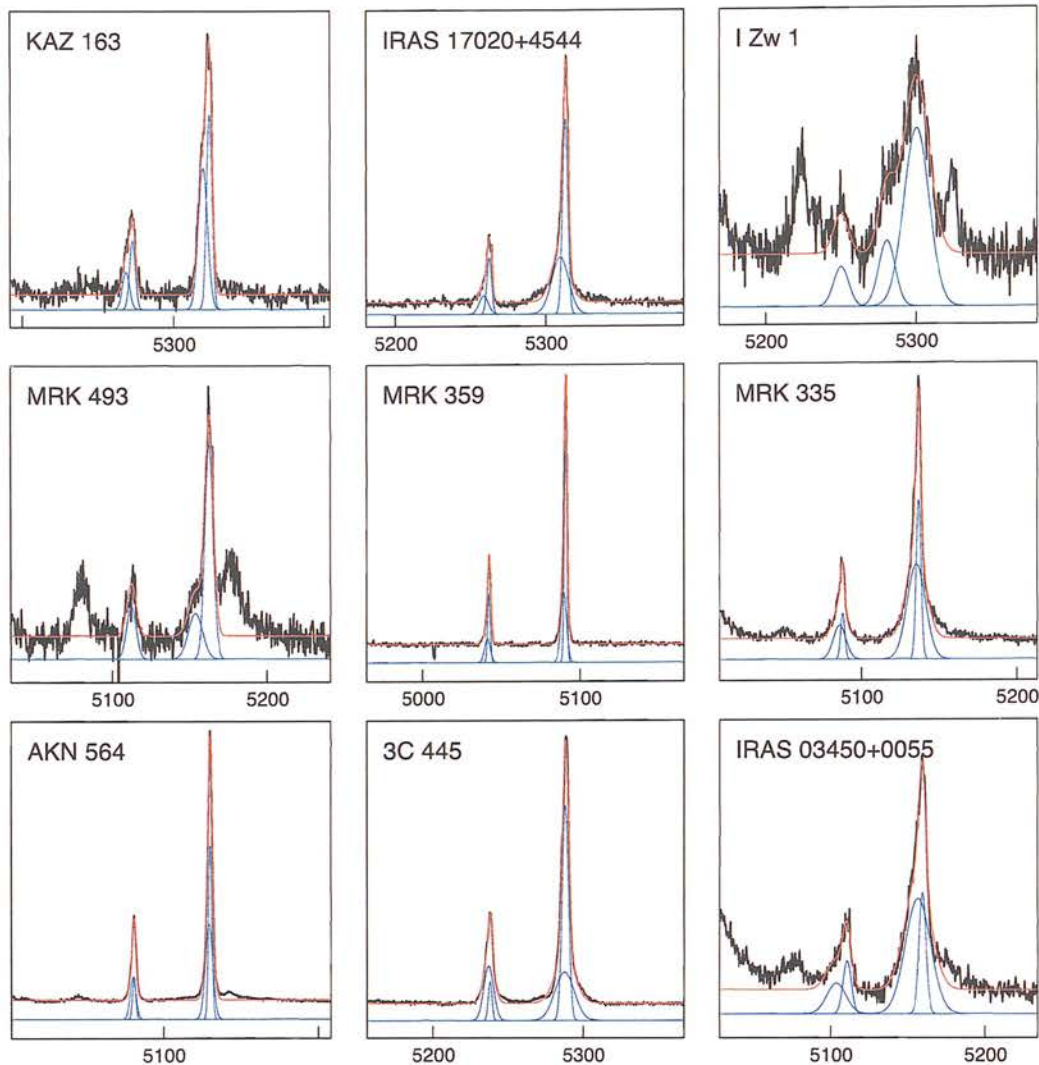 KAZ 163
IRAS 17020+4544
I Zw 1
5300
5200 5300
5200 5300
MRK 493
MRK 359
MRK 335
5100 5200
5000 5100
5100 5200
AKN 564
3C 445
IRAS 03450+0055
5100
5200 5300
5100 5200